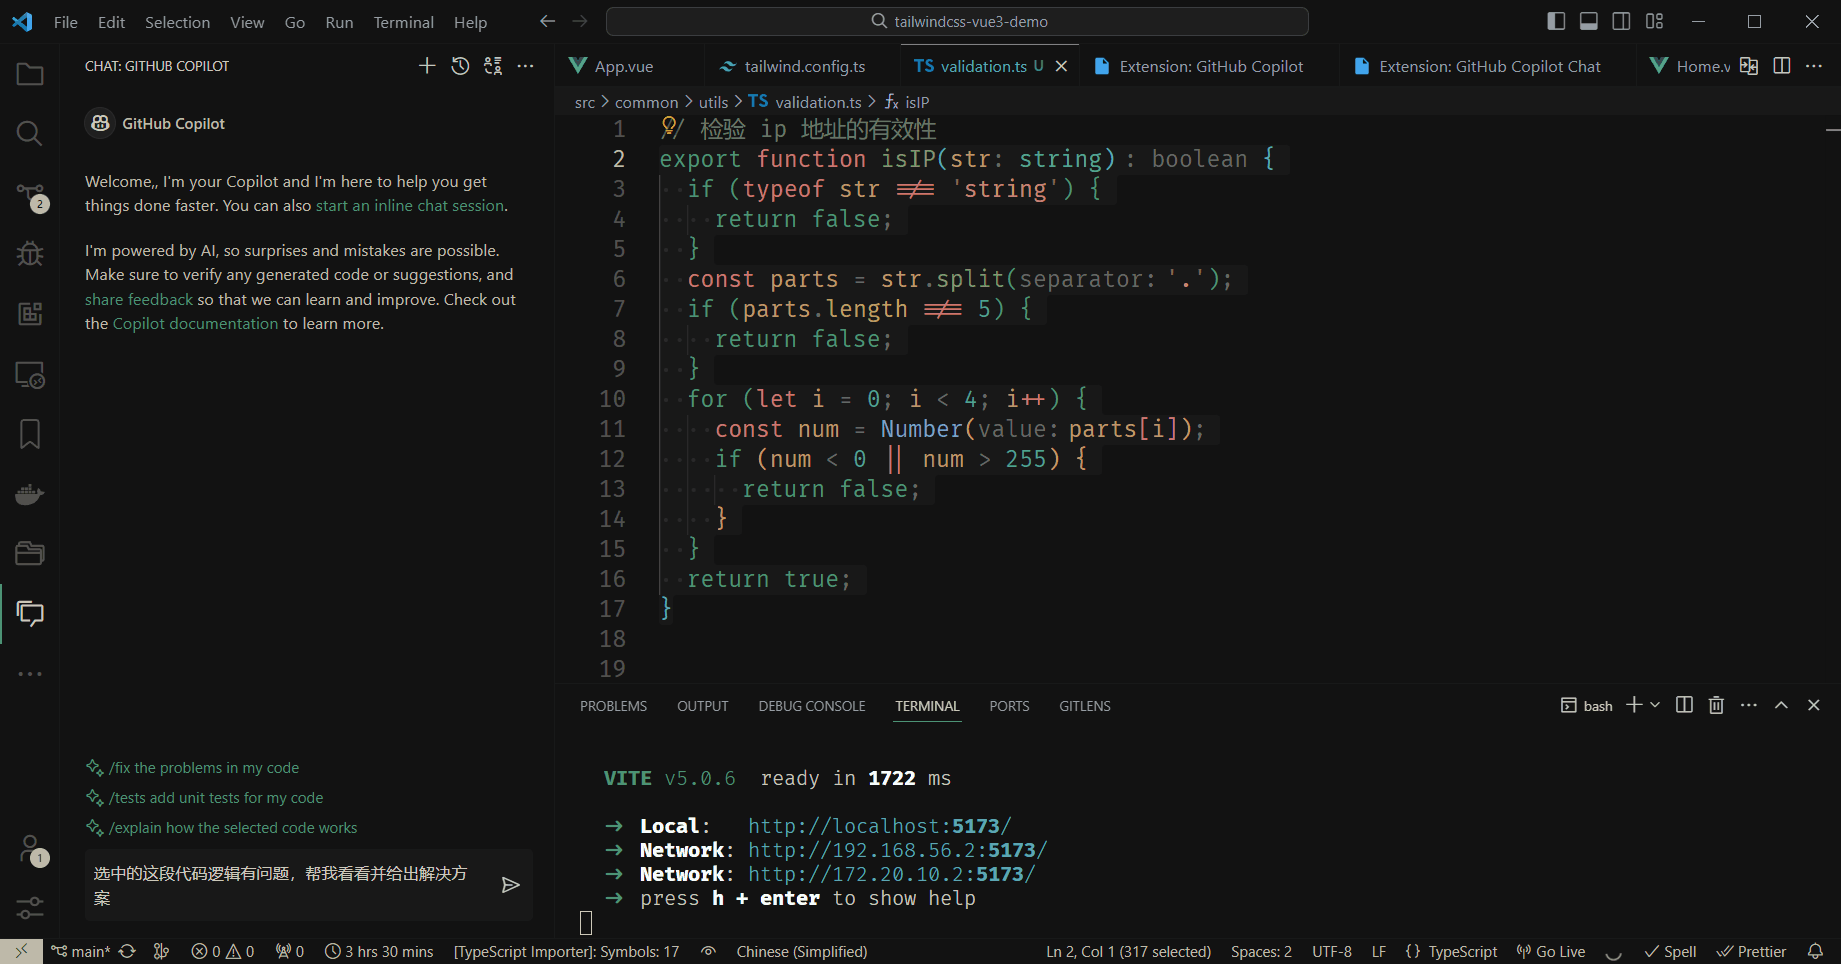 File Edit Selection View Go Run Terminal Help
tailwindcss-vue3-demo
CHAT: GITHUB COPILOT
GitHub Copilot
Welcome,, I'm your Copilot and I'm here to help you get
things done faster. You can also start an inline chat session.
I'm powered by AI, so surprises and mistakes are possible.
Make sure to verify any generated code or suggestions, and
share feedback so that we can learn and improve. Check out
the Copilot documentation to learn more.
/fix the problems in my code
/tests add unit tests for my code
/explain how the selected code works
选中的这段代码逻辑有问题，帮我看看并给出解决方
案
2
1
App.vue tailwind.config.ts TS validation.ts U Extension: GitHub Copilot Extension: GitHub Copilot Chat Home.v
src > common > utils > TS validation.ts > fx isIP
1 // 检验 ip 地址的有效性
2 export function isIP(str: string): boolean {
3 if (typeof str !== 'string') {
4 return false;
5 }
6 const parts = str.split(separator: '.');
7 if (parts.length !== 5) {
8 return false;
9 }
10 for (let i = 0; i < 4; i++) {
11 const num = Number(value: parts[i]);
12 if (num < 0 || num > 255) {
13 return false;
14 }
15 }
16 return true;
17 }
18
19
PROBLEMS OUTPUT DEBUG CONSOLE TERMINAL PORTS GITLENS
bash
VITE v5.0.6 ready in 1722 ms
➜ Local: http://localhost:5173/
➜ Network: http://192.168.56.2:5173/
➜ Network: http://172.20.10.2:5173/
➜ press h + enter to show help
main* 0 0 0 3 hrs 30 mins [TypeScript Importer]: Symbols: 17 Chinese (Simplified) Ln 2, Col 1 (317 selected) Spaces: 2 UTF-8 LF {} TypeScript Go Live Spell Prettier